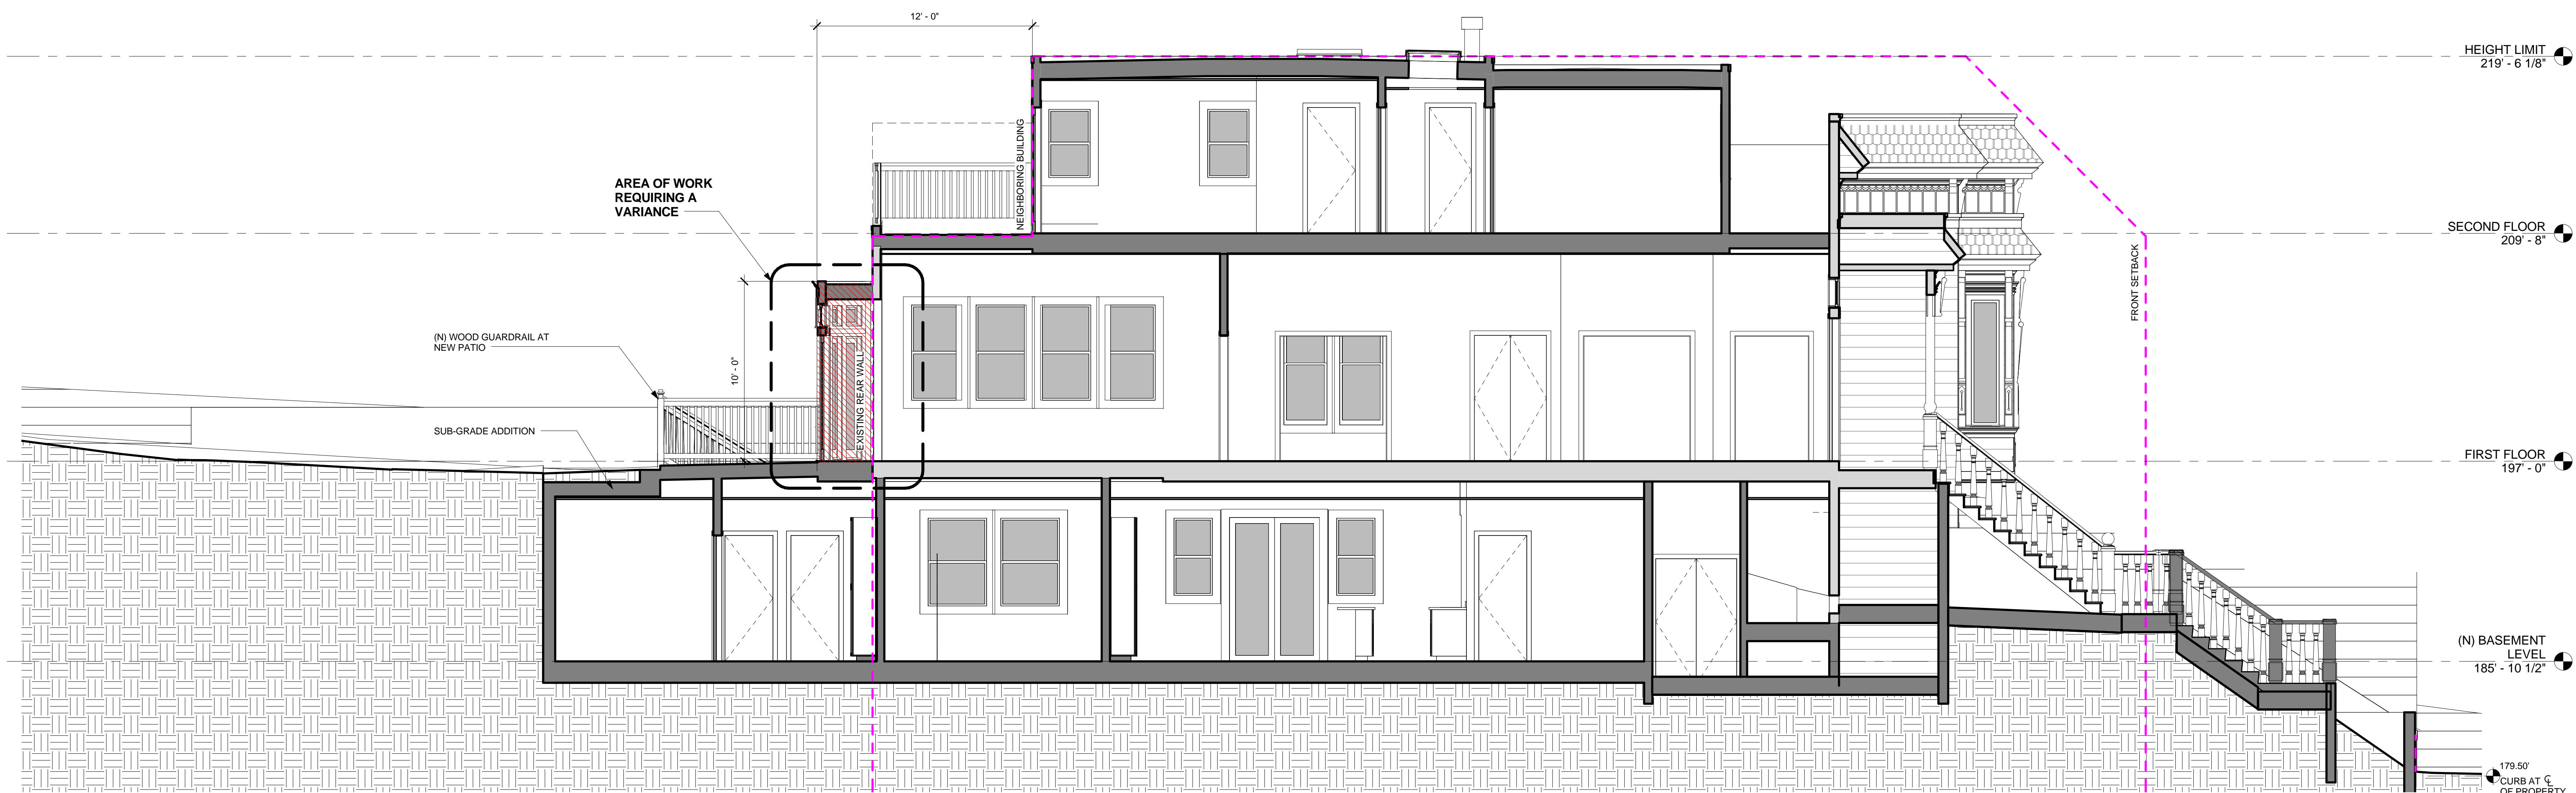 12' - 0"
HEIGHT LIMIT
219' - 6 1/8"
NEIGHBORING BUILDING
AREA OF WORK
REQUIRING A
VARIANCE
SECOND FLOOR
209' - 8"
FRONT SETBACK
(N) WOOD GUARDRAIL AT
NEW PATIO
10' - 0"
EXISTING REAR WALL
SUB-GRADE ADDITION
FIRST FLOOR
197' - 0"
(N) BASEMENT
LEVEL
185' - 10 1/2"
179.50'
CURB AT ℄
OF PROPERTY